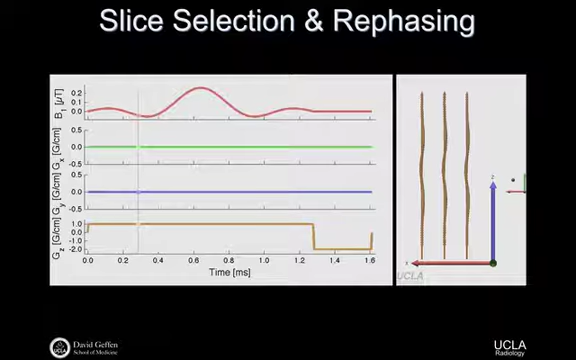 Slice Selection & Rephasing
B1 [µT]
0.2
0.1
0.0
Gx [G/cm]
0.5
0.0
-0.5
Gy [G/cm]
0.5
0.0
-0.5
Gz [G/cm]
1.0
0.0
-1.0
-2.0
0.0 0.2 0.4 0.6 0.8 1.0 1.2 1.4 1.6
Time [ms]
z
x
UCLA
UCLA
David Geffen
School of Medicine
UCLA
Radiology